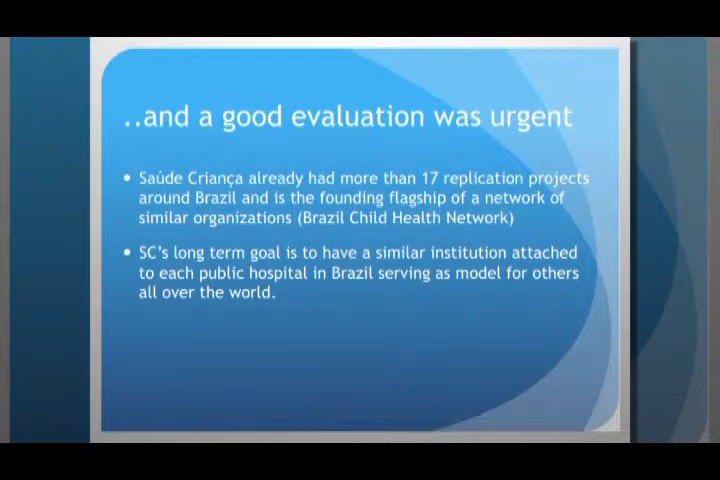 ..and a good evaluation was urgent
• Saúde Criança already had more than 17 replication projects
around Brazil and is the founding flagship of a network of
similar organizations (Brazil Child Health Network)
• SC's long term goal is to have a similar institution attached
to each public hospital in Brazil serving as model for others
all over the world.